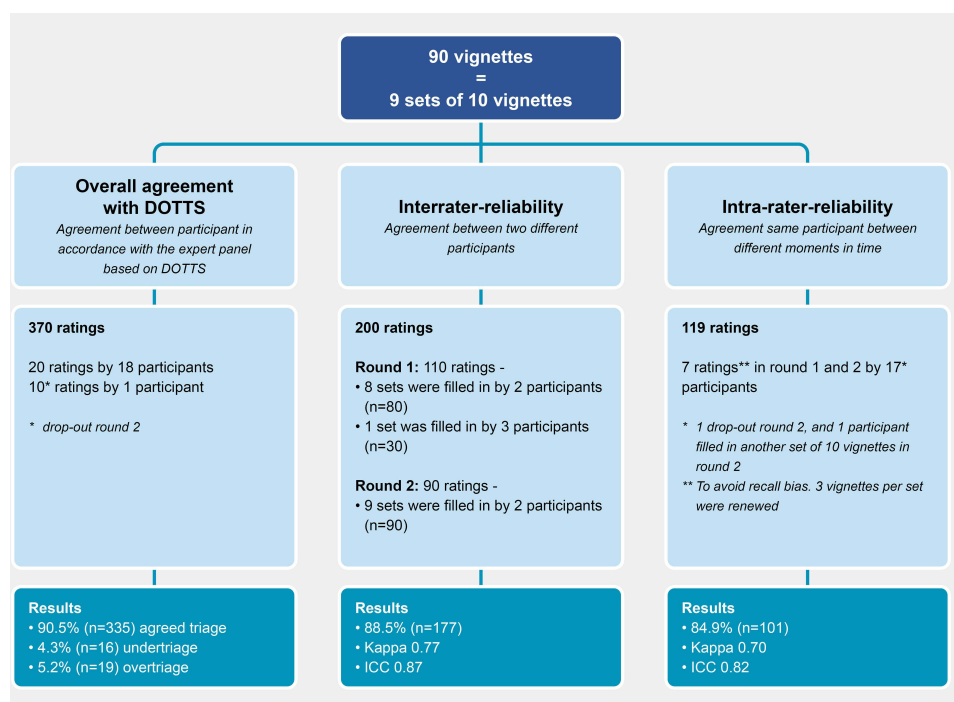 90 vignettes
=
9 sets of 10 vignettes
Overall agreement
with DOTTS
Agreement between participant in
accordance with the expert panel
based on DOTTS
370 ratings
20 ratings by 18 participants
10* ratings by 1 participant
* drop-out round 2
Results
• 90.5% (n=335) agreed triage
• 4.3% (n=16) undertriage
• 5.2% (n=19) overtriage
Interrater-reliability
Agreement between two different
participants
200 ratings
Round 1: 110 ratings -
• 8 sets were filled in by 2 participants
(n=80)
• 1 set was filled in by 3 participants
(n=30)
Round 2: 90 ratings -
• 9 sets were filled in by 2 participants
(n=90)
Results
• 88.5% (n=177)
• Kappa 0.77
• ICC 0.87
Intra-rater-reliability
Agreement same participant between
different moments in time
119 ratings
7 ratings** in round 1 and 2 by 17*
participants
* 1 drop-out round 2, and 1 participant
filled in another set of 10 vignettes in
round 2
** To avoid recall bias. 3 vignettes per set
were renewed
Results
• 84.9% (n=101)
• Kappa 0.70
• ICC 0.82